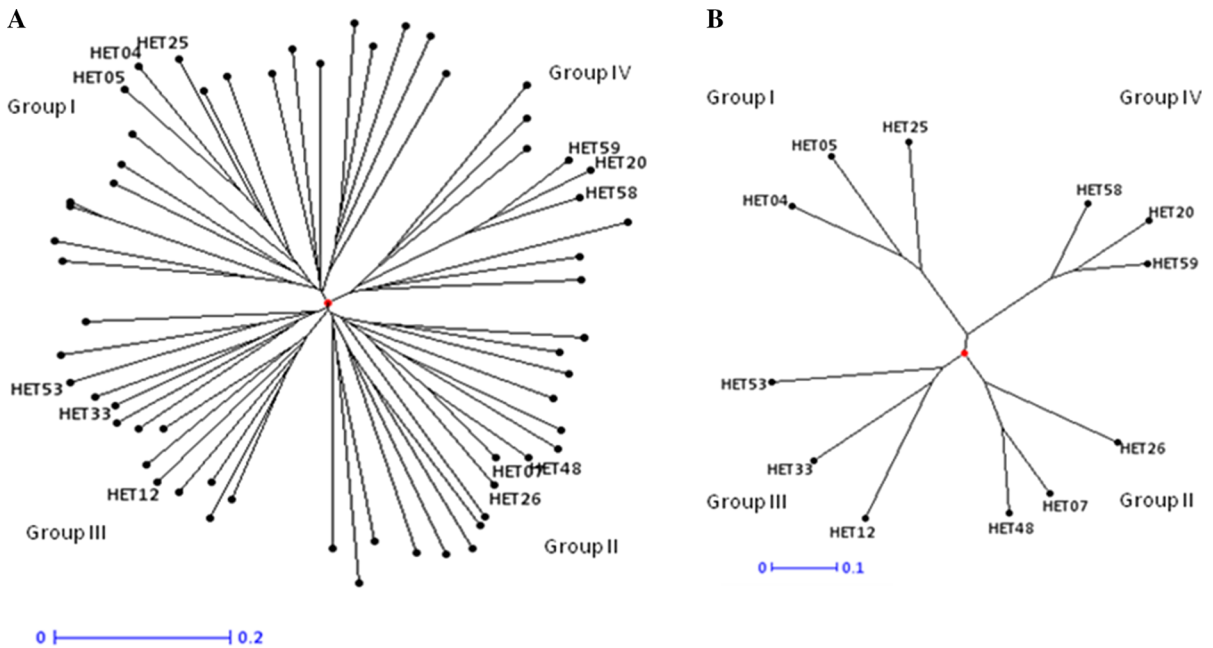 A
HET04
HET25
HET05
Group I
Group IV
HET59
HET20
HET58
HET53
HET33
HET12
Group III
HET07
HET48
HET26
Group II
0 0.2
B
Group I
Group IV
HET25
HET05
HET04
HET58
HET20
HET59
HET53
HET33
HET26
Group III
HET12
HET07
HET48
Group II
0 0.1